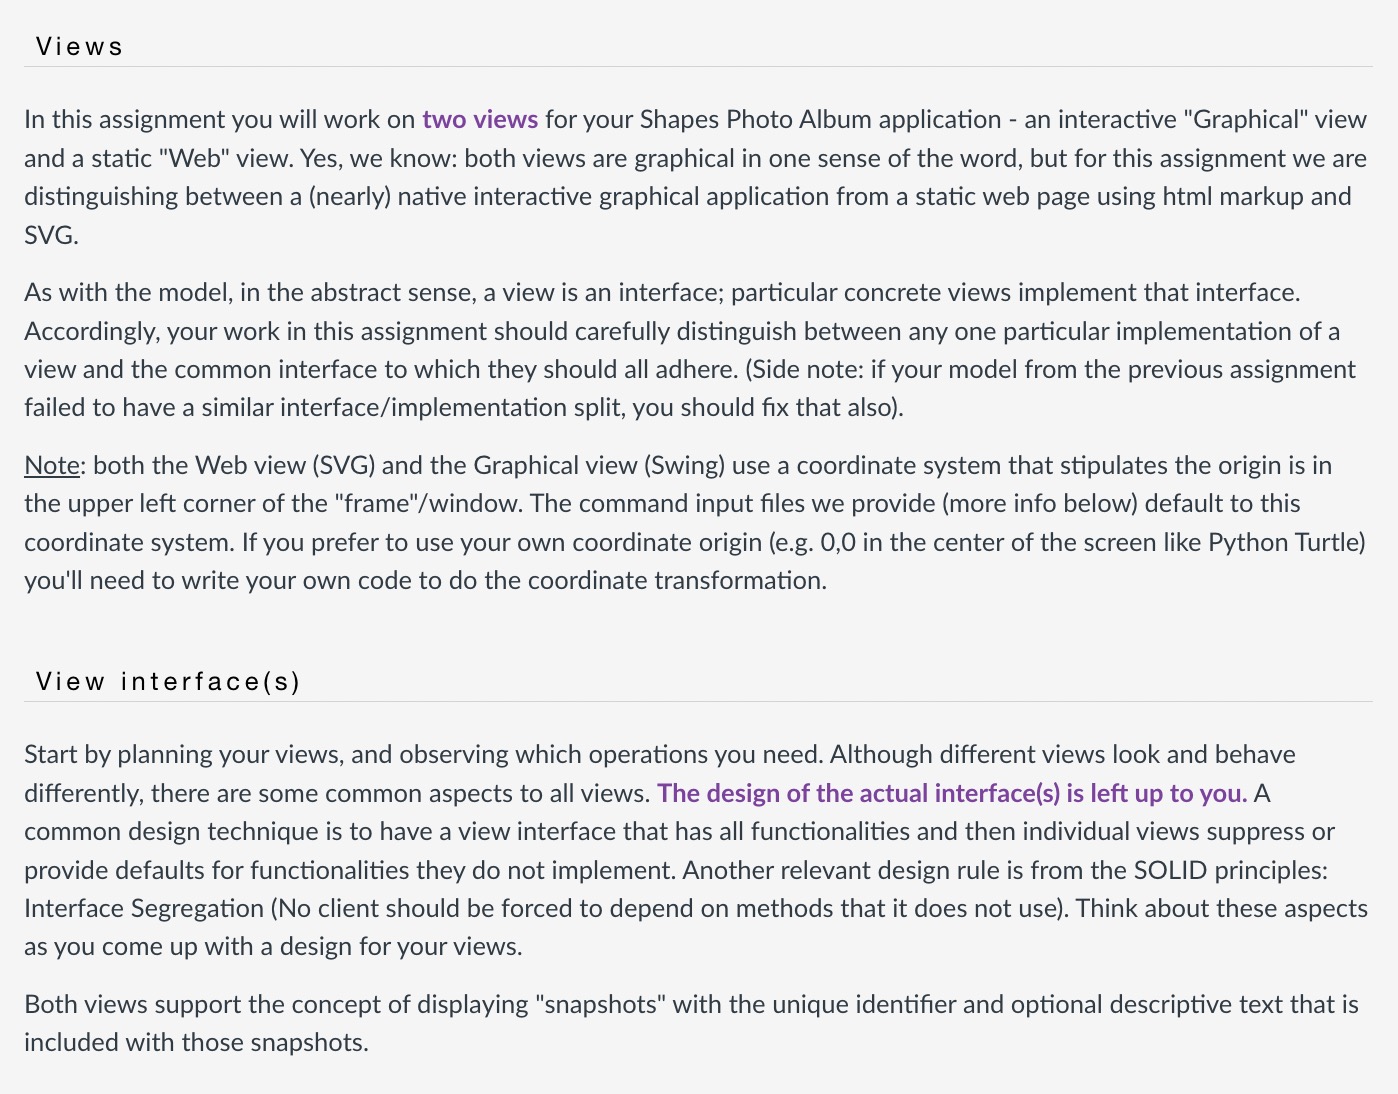 Views
In this assignment you will work on two views for your Shapes Photo Album application - an interactive "Graphical" view
and a static "Web" view. Yes, we know: both views are graphical in one sense of the word, but for this assignment we are
distinguishing between a (nearly) native interactive graphical application from a static web page using html markup and
SVG.
As with the model, in the abstract sense, a view is an interface; particular concrete views implement that interface.
Accordingly, your work in this assignment should carefully distinguish between any one particular implementation of a
view and the common interface to which they should all adhere. (Side note: if your model from the previous assignment
failed to have a similar interface/implementation split, you should fix that also).
Note: both the Web view (SVG) and the Graphical view (Swing) use a coordinate system that stipulates the origin is in
the upper left corner of the "frame"/window. The command input files we provide (more info below) default to this
coordinate system. If you prefer to use your own coordinate origin (e.g. 0,0 in the center of the screen like Python Turtle)
you'll need to write your own code to do the coordinate transformation.
View interface(s)
Start by planning your views, and observing which operations you need. Although different views look and behave
differently, there are some common aspects to all views. The design of the actual interface(s) is left up to you. A
common design technique is to have a view interface that has all functionalities and then individual views suppress or
provide defaults for functionalities they do not implement. Another relevant design rule is from the SOLID principles:
Interface Segregation (No client should be forced to depend on methods that it does not use). Think about these aspects
as you come up with a design for your views.
Both views support the concept of displaying "snapshots" with the unique identifier and optional descriptive text that is
included with those snapshots.